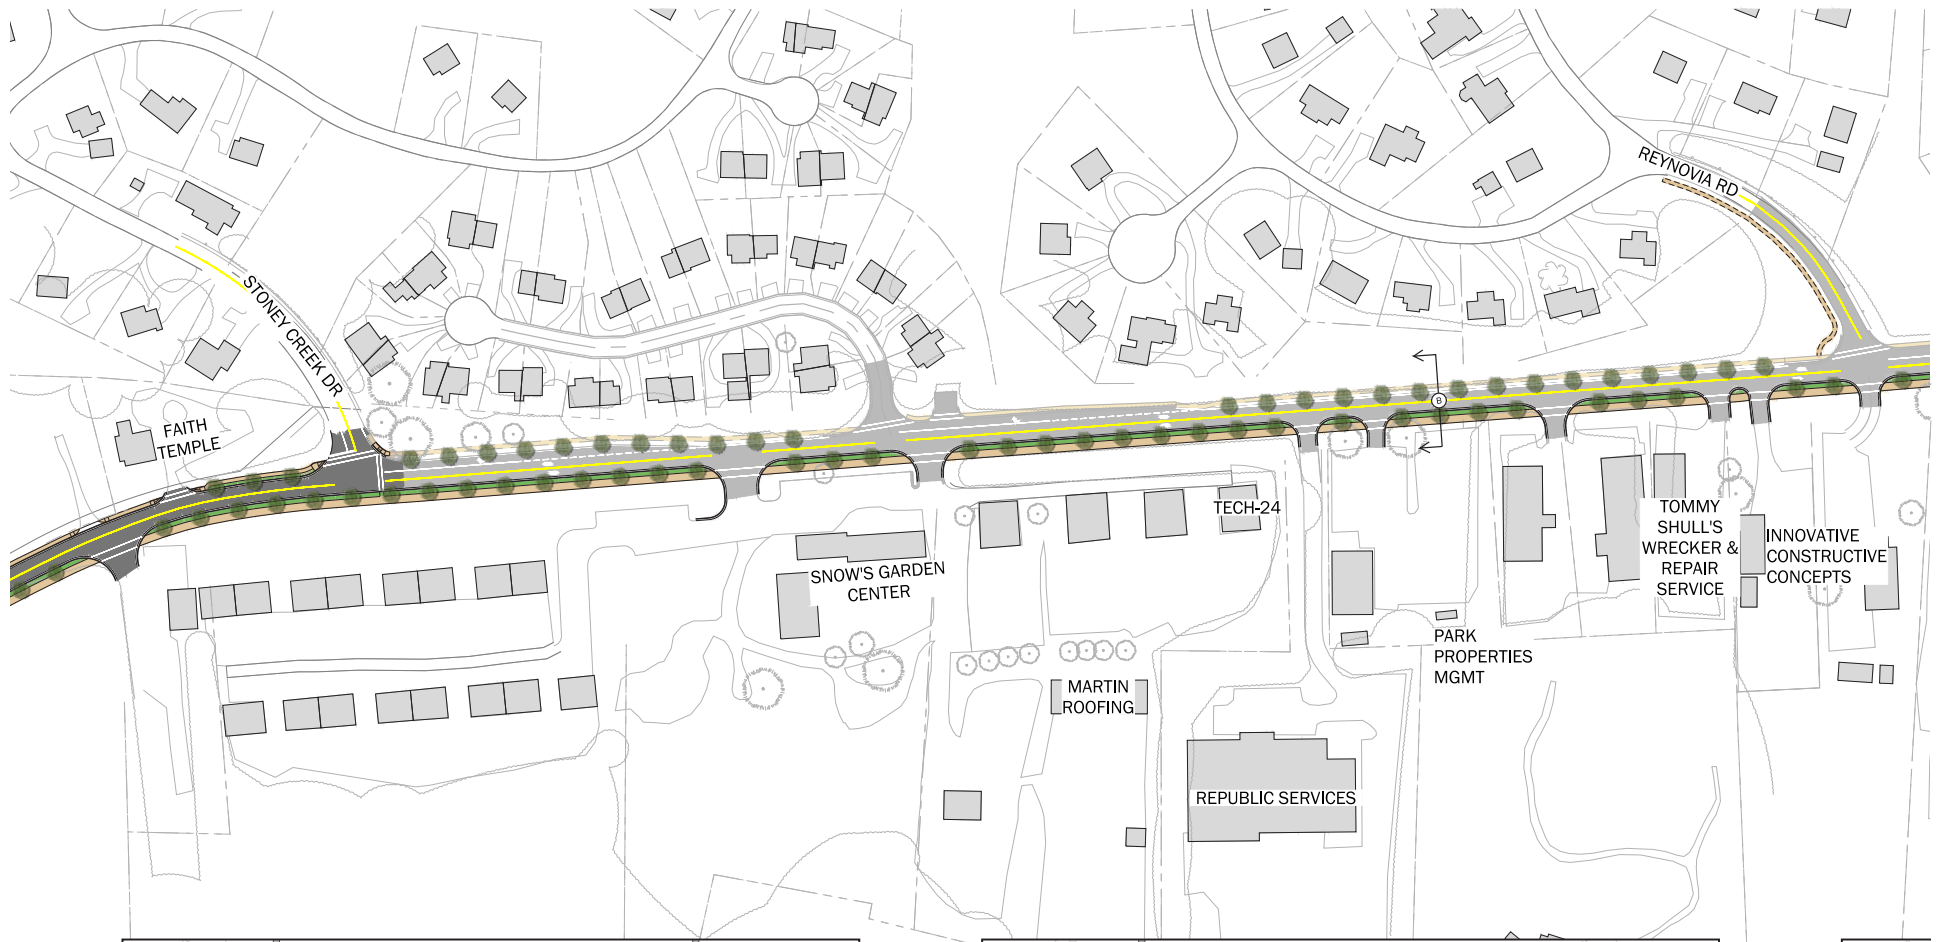 REYNOVIA RD
STONEY CREEK DR
B
FAITH
TEMPLE
TECH-24
TOMMY
SHULL'S
WRECKER &
REPAIR
SERVICE
INNOVATIVE
CONSTRUCTIVE
CONCEPTS
SNOW'S GARDEN
CENTER
PARK
PROPERTIES
MGMT
MARTIN
ROOFING
REPUBLIC SERVICES